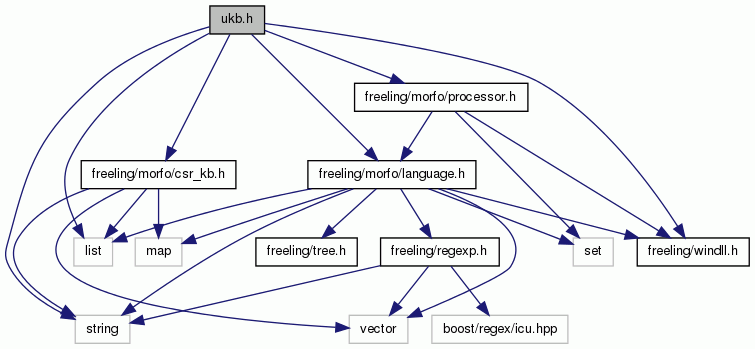 ukb.h
freeling/morfo/processor.h
freeling/morfo/csr_kb.h
freeling/morfo/language.h
list
map
freeling/tree.h
freeling/regexp.h
set
freeling/windll.h
string
vector
boost/regex/icu.hpp